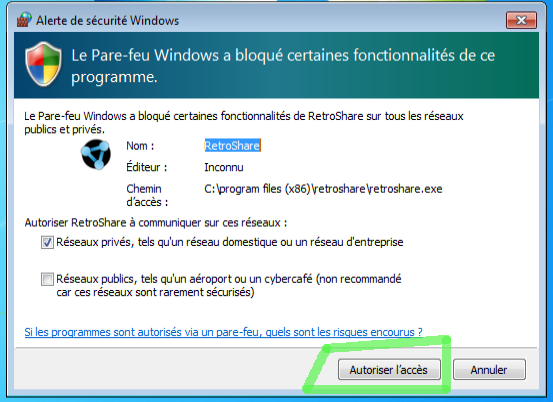 Alerte de sécurité Windows
Le Pare-feu Windows a bloqué certaines fonctionnalités de ce
programme.
Le Pare-feu Windows a bloqué certaines fonctionnalités de RetroShare sur tous les réseaux
publics et privés.
Nom : RetroShare
Éditeur : Inconnu
Chemin C:\program files (x86)\retroshare\retroshare.exe
d'accès :
Autoriser RetroShare à communiquer sur ces réseaux :
Réseaux privés, tels qu'un réseau domestique ou un réseau d'entreprise
Réseaux publics, tels qu'un aéroport ou un cybercafé (non recommandé
car ces réseaux sont rarement sécurisés)
Si les programmes sont autorisés via un pare-feu, quels sont les risques encourus ?
Autoriser l'accès Annuler